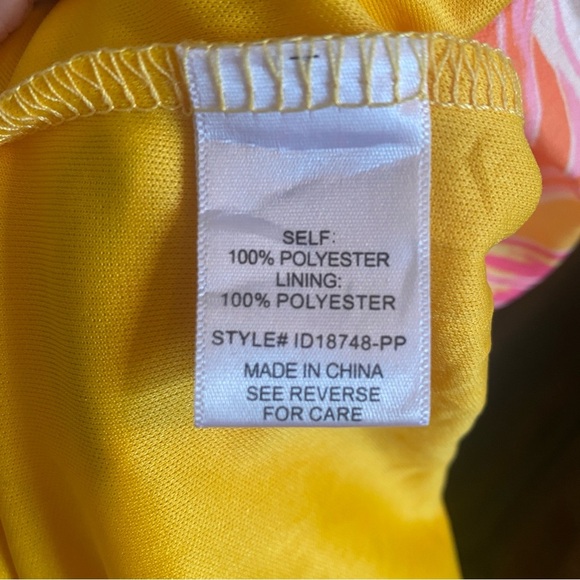 SELF:
100% POLYESTER
LINING:
100% POLYESTER
STYLE# ID18748-PP
MADE IN CHINA
SEE REVERSE
FOR CARE